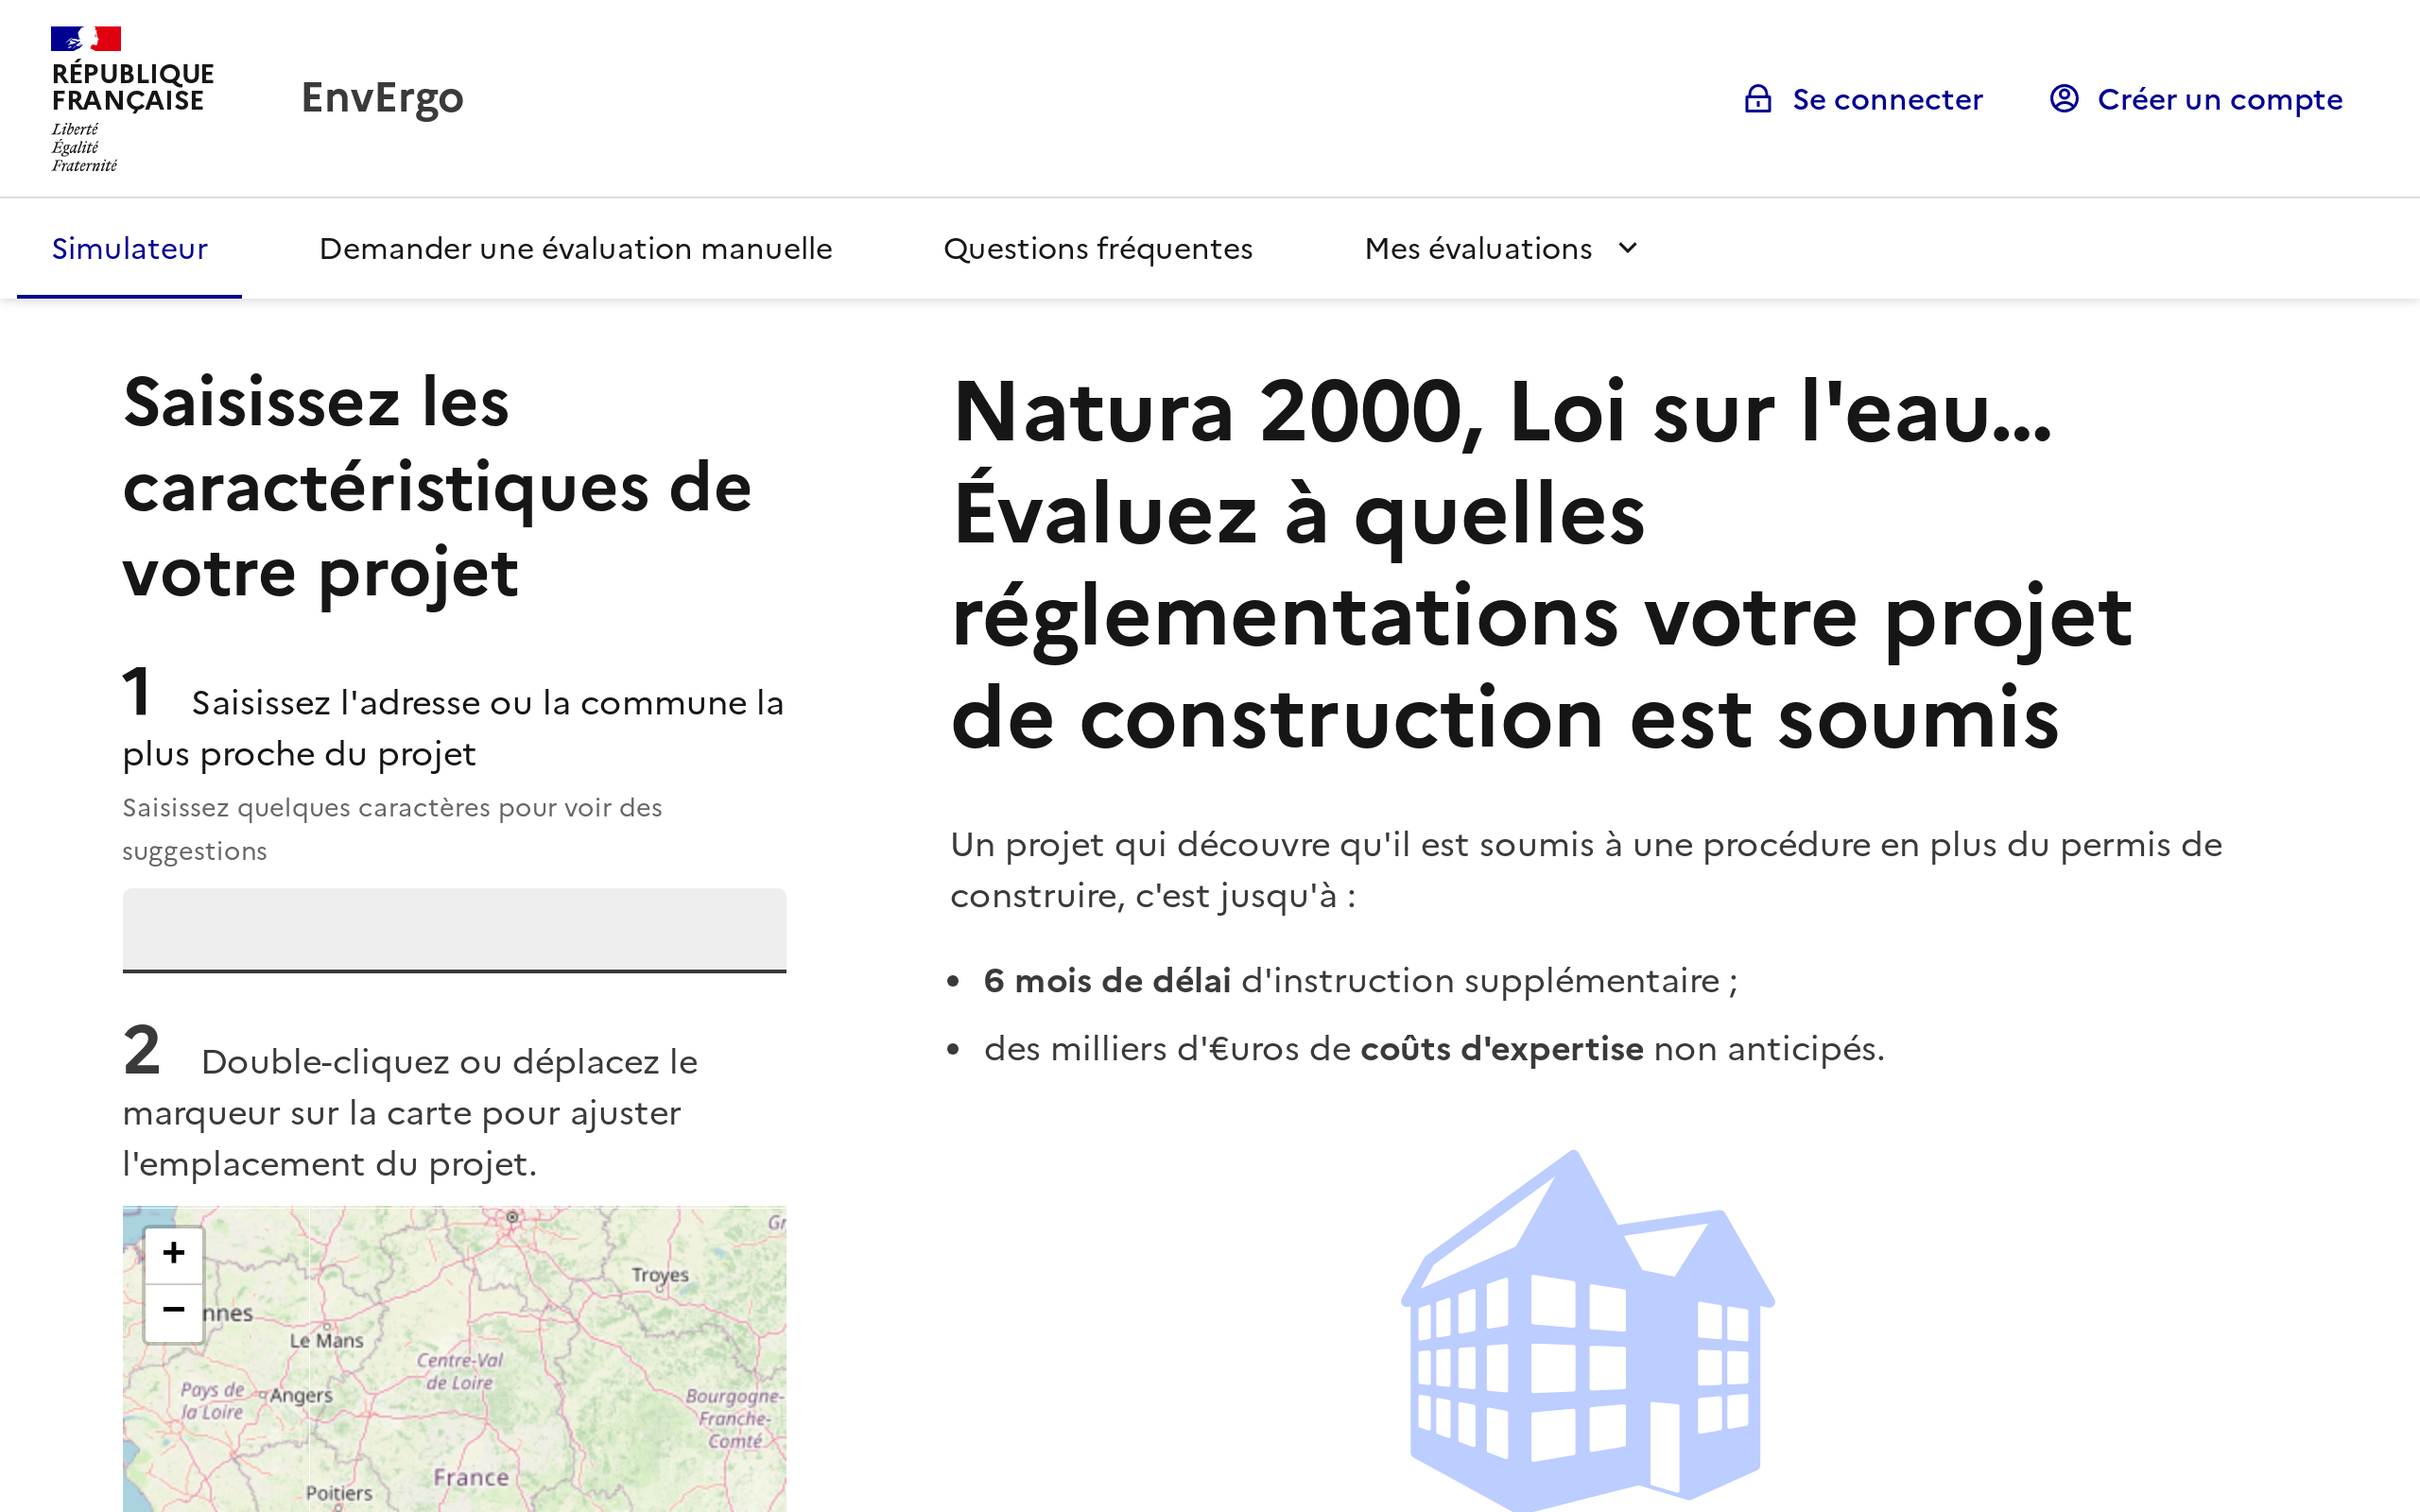 RÉPUBLIQUE
FRANÇAISE
Liberté
Égalité
Fraternité
EnvErgo
Se connecter
Créer un compte
Simulateur
Demander une évaluation manuelle
Questions fréquentes
Mes évaluations
Saisissez les
caractéristiques de
votre projet
1 Saisissez l'adresse ou la commune la
plus proche du projet
Saisissez quelques caractères pour voir des
suggestions
2 Double-cliquez ou déplacez le
marqueur sur la carte pour ajuster
l'emplacement du projet.
+
−
Gr
Troyes
nnes
Le Mans
Centre-Val
de Loire
Pays de
la Loire
Angers
Bourgogne-
Franche-
Comté
France
Poitiers
Natura 2000, Loi sur l'eau…
Évaluez à quelles
réglementations votre projet
de construction est soumis
Un projet qui découvre qu'il est soumis à une procédure en plus du permis de
construire, c'est jusqu'à :
• 6 mois de délai d'instruction supplémentaire ;
• des milliers d'€uros de coûts d'expertise non anticipés.